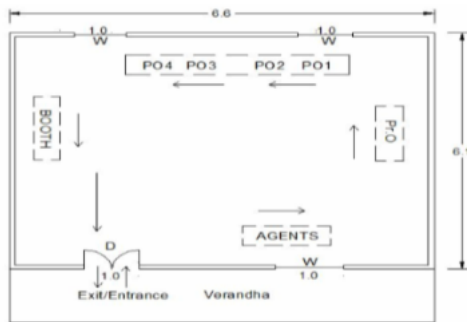 6.6
1.0 1.0
W W
PO4 PO3 PO2 PO1
BOOTH
Pr.O
6.1
AGENTS
D W
1.0 1.0
Exit/Entrance Verandha